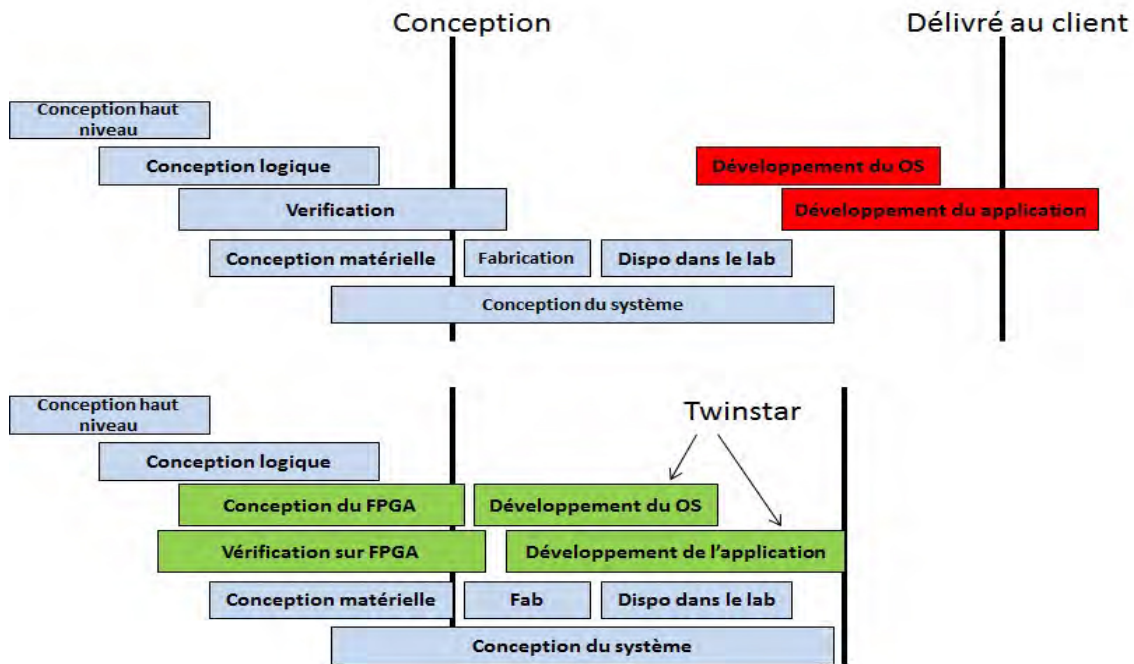 Conception
Délivré au client
Conception haut
niveau
Conception logique
Développement du OS
Verification
Développement du application
Conception matérielle
Fabrication
Dispo dans le lab
Conception du système
Conception haut
niveau
Twinstar
Conception logique
Conception du FPGA
Développement du OS
Vérification sur FPGA
Développement de l'application
Conception matérielle
Fab
Dispo dans le lab
Conception du système